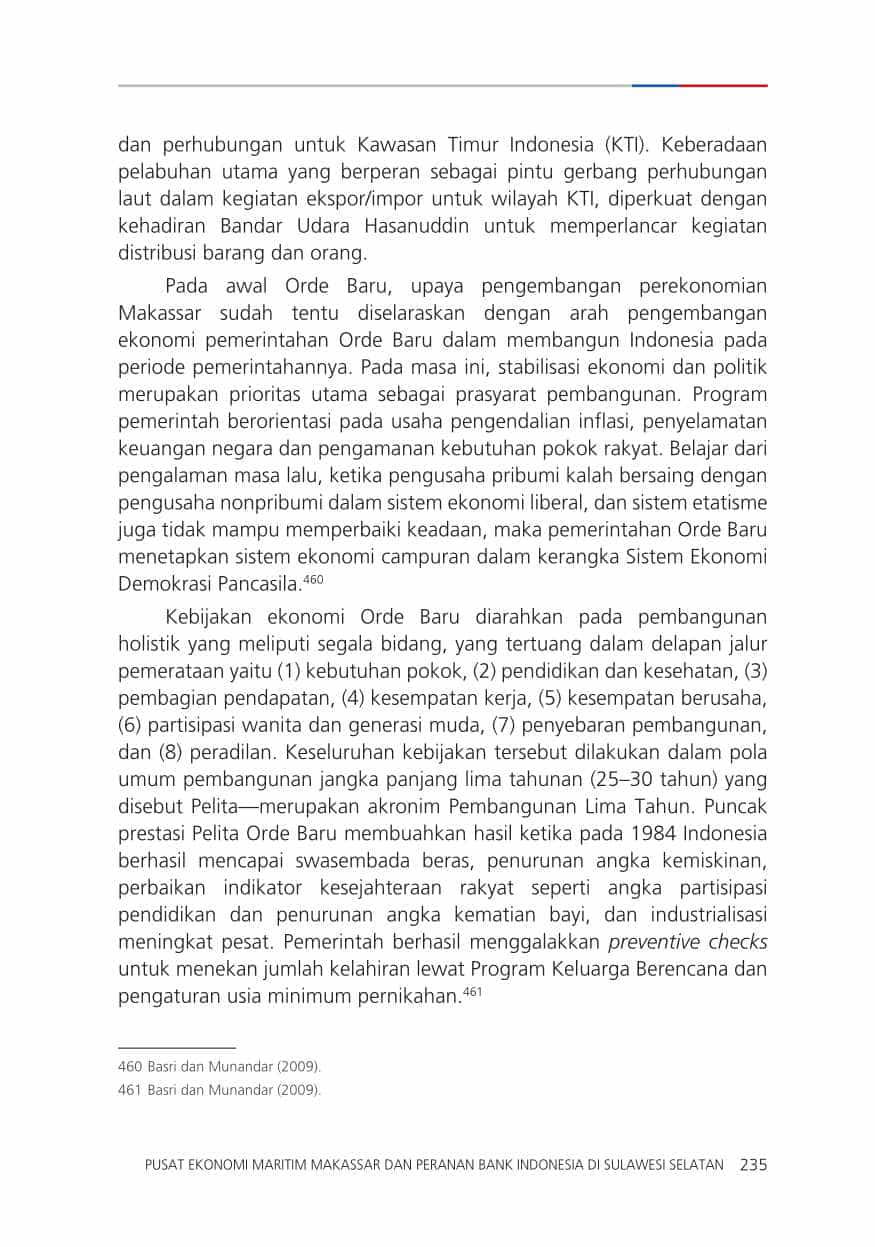 dan perhubungan untuk Kawasan Timur Indonesia (KTI). Keberadaan
pelabuhan utama yang berperan sebagai pintu gerbang perhubungan
laut dalam kegiatan ekspor/impor untuk wilayah KTI, diperkuat dengan
kehadiran Bandar Udara Hasanuddin untuk memperlancar kegiatan
distribusi barang dan orang.
Pada awal Orde Baru, upaya pengembangan perekonomian
Makassar sudah tentu diselaraskan dengan arah pengembangan
ekonomi pemerintahan Orde Baru dalam membangun Indonesia pada
periode pemerintahannya. Pada masa ini, stabilisasi ekonomi dan politik
merupakan prioritas utama sebagai prasyarat pembangunan. Program
pemerintah berorientasi pada usaha pengendalian inflasi, penyelamatan
keuangan negara dan pengamanan kebutuhan pokok rakyat. Belajar dari
pengalaman masa lalu, ketika pengusaha pribumi kalah bersaing dengan
pengusaha nonpribumi dalam sistem ekonomi liberal, dan sistem etatisme
juga tidak mampu memperbaiki keadaan, maka pemerintahan Orde Baru
menetapkan sistem ekonomi campuran dalam kerangka Sistem Ekonomi
Demokrasi Pancasila.460
Kebijakan ekonomi Orde Baru diarahkan pada pembangunan
holistik yang meliputi segala bidang, yang tertuang dalam delapan jalur
pemerataan yaitu (1) kebutuhan pokok, (2) pendidikan dan kesehatan, (3)
pembagian pendapatan, (4) kesempatan kerja, (5) kesempatan berusaha,
(6) partisipasi wanita dan generasi muda, (7) penyebaran pembangunan,
dan (8) peradilan. Keseluruhan kebijakan tersebut dilakukan dalam pola
umum pembangunan jangka panjang lima tahunan (25–30 tahun) yang
disebut Pelita—merupakan akronim Pembangunan Lima Tahun. Puncak
prestasi Pelita Orde Baru membuahkan hasil ketika pada 1984 Indonesia
berhasil mencapai swasembada beras, penurunan angka kemiskinan,
perbaikan indikator kesejahteraan rakyat seperti angka partisipasi
pendidikan dan penurunan angka kematian bayi, dan industrialisasi
meningkat pesat. Pemerintah berhasil menggalakkan preventive checks
untuk menekan jumlah kelahiran lewat Program Keluarga Berencana dan
pengaturan usia minimum pernikahan.461
460 Basri dan Munandar (2009).
461 Basri dan Munandar (2009).
PUSAT EKONOMI MARITIM MAKASSAR DAN PERANAN BANK INDONESIA DI SULAWESI SELATAN 235